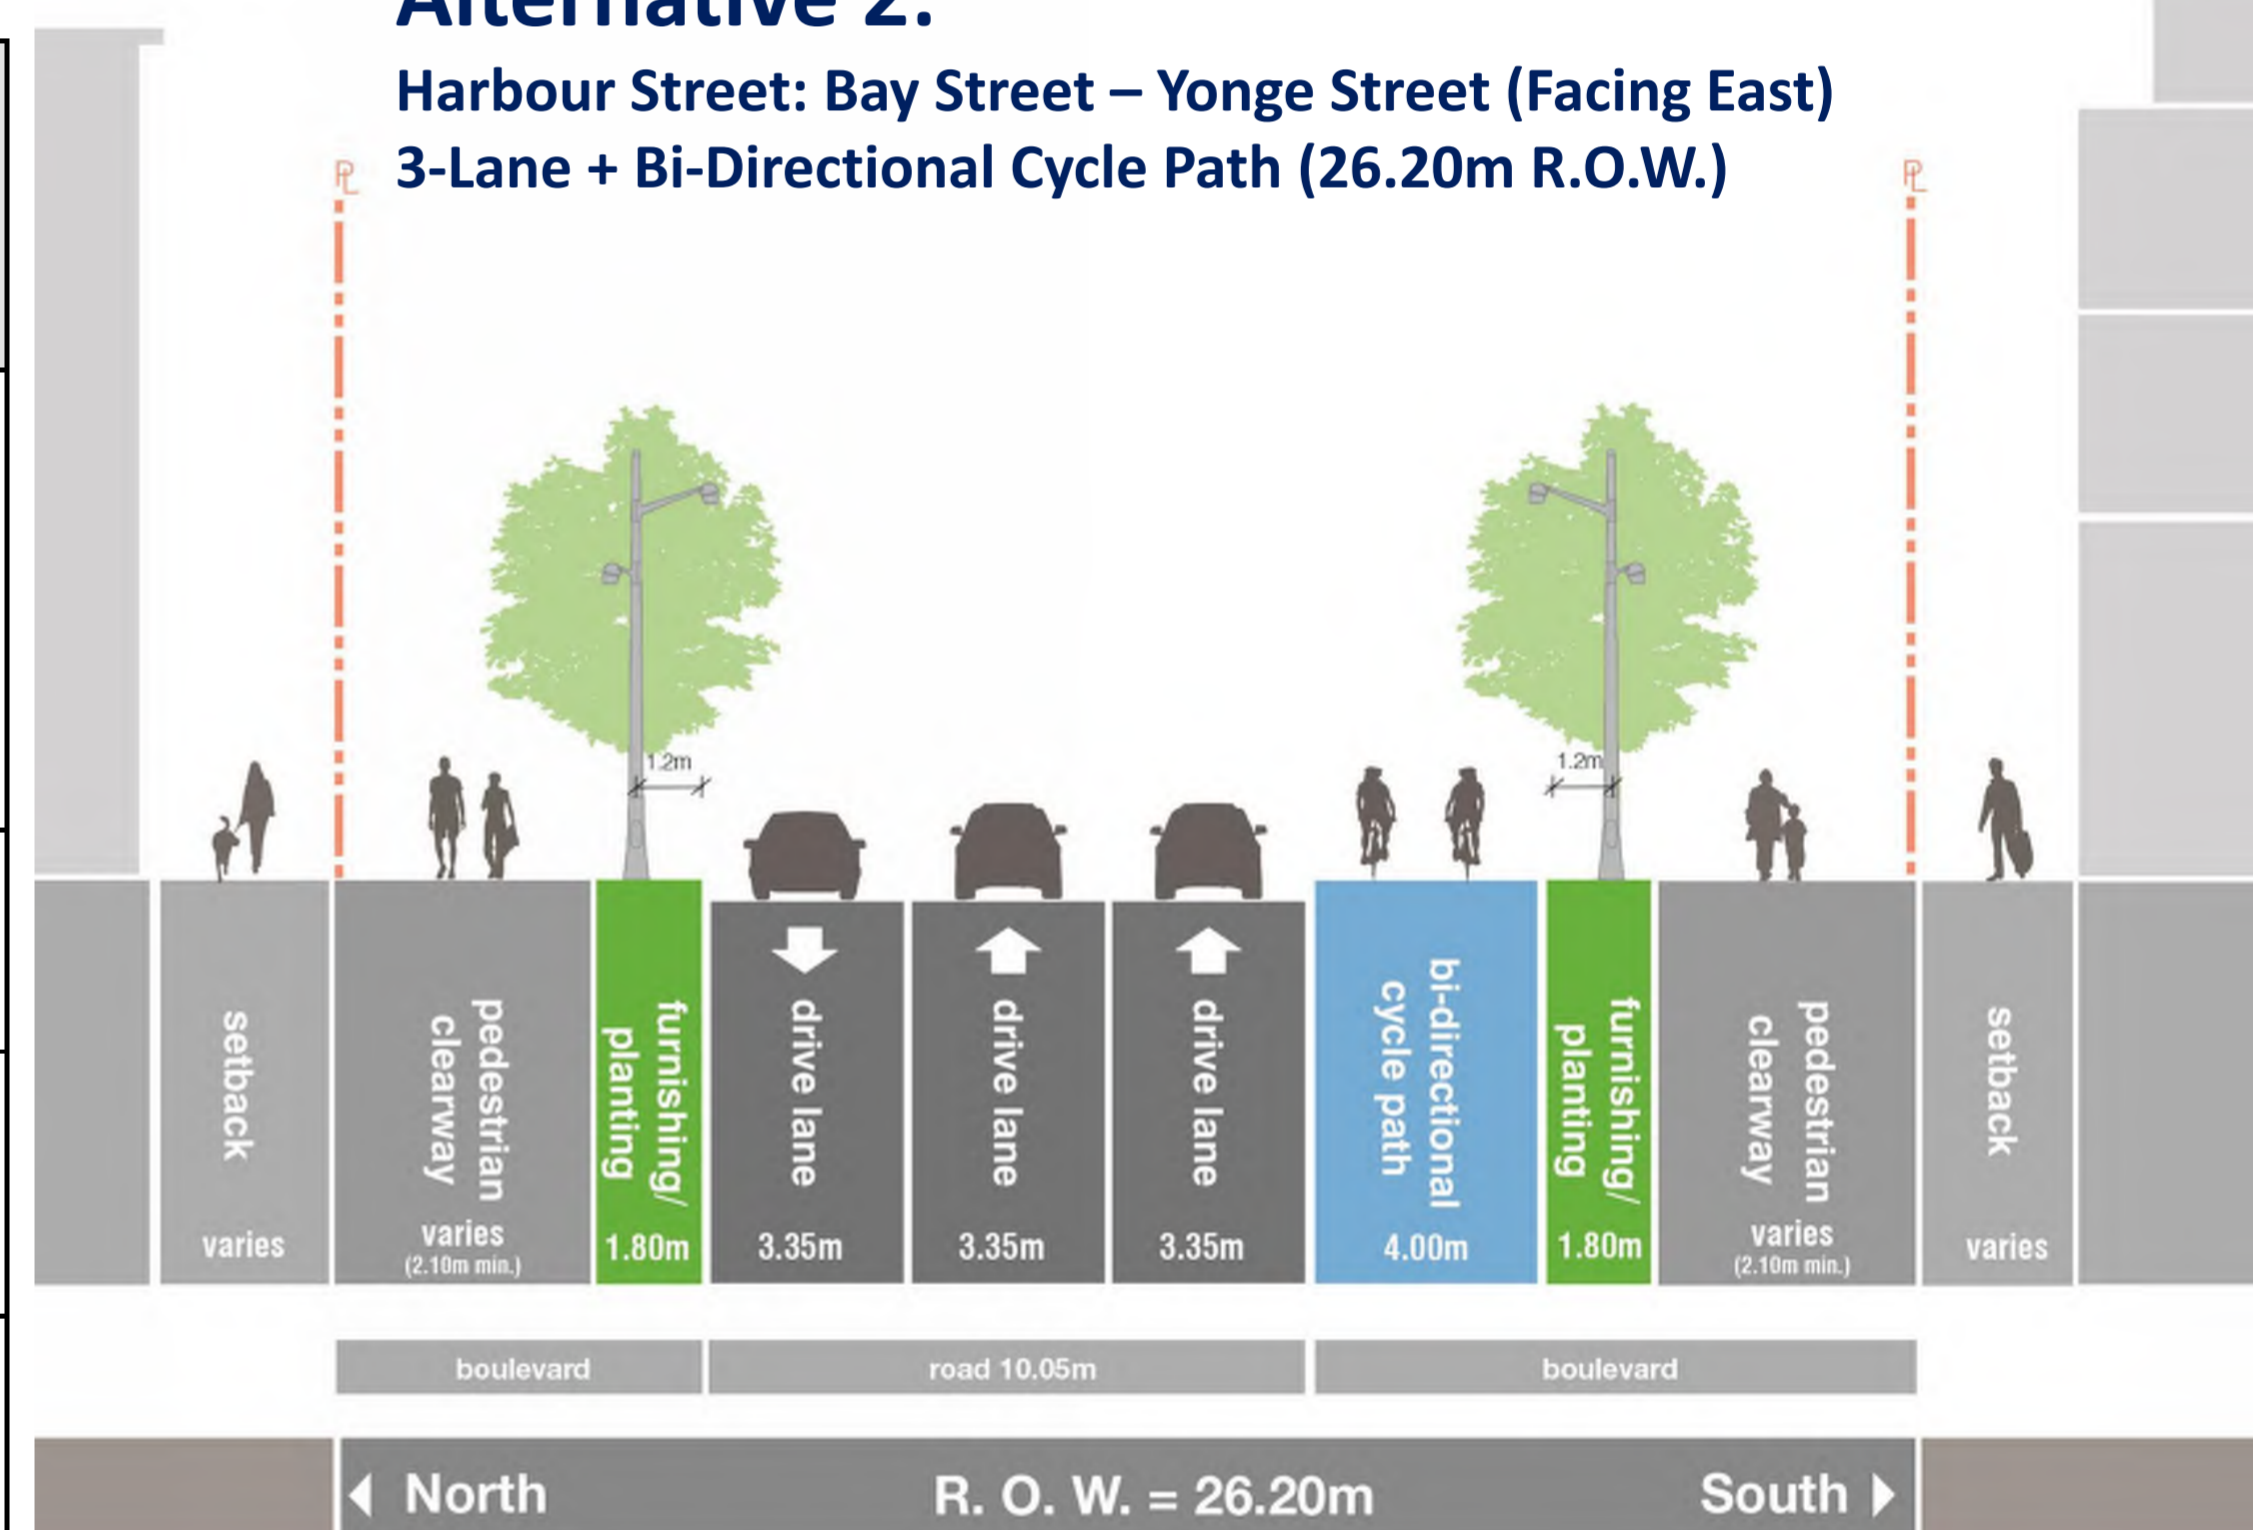 Alternative 2:
Harbour Street: Bay Street – Yonge Street (Facing East)
3-Lane + Bi-Directional Cycle Path (26.20m R.O.W.)
PL
PL
1.2m
1.2m
setback
varies
pedestrian
clearway
varies
(2.10m min.)
furnishing/
planting
1.80m
drive lane
3.35m
drive lane
3.35m
drive lane
3.35m
bi-directional
cycle path
4.00m
furnishing/
planting
1.80m
pedestrian
clearway
varies
(2.10m min.)
setback
varies
boulevard
road 10.05m
boulevard
North
R. O. W. = 26.20m
South